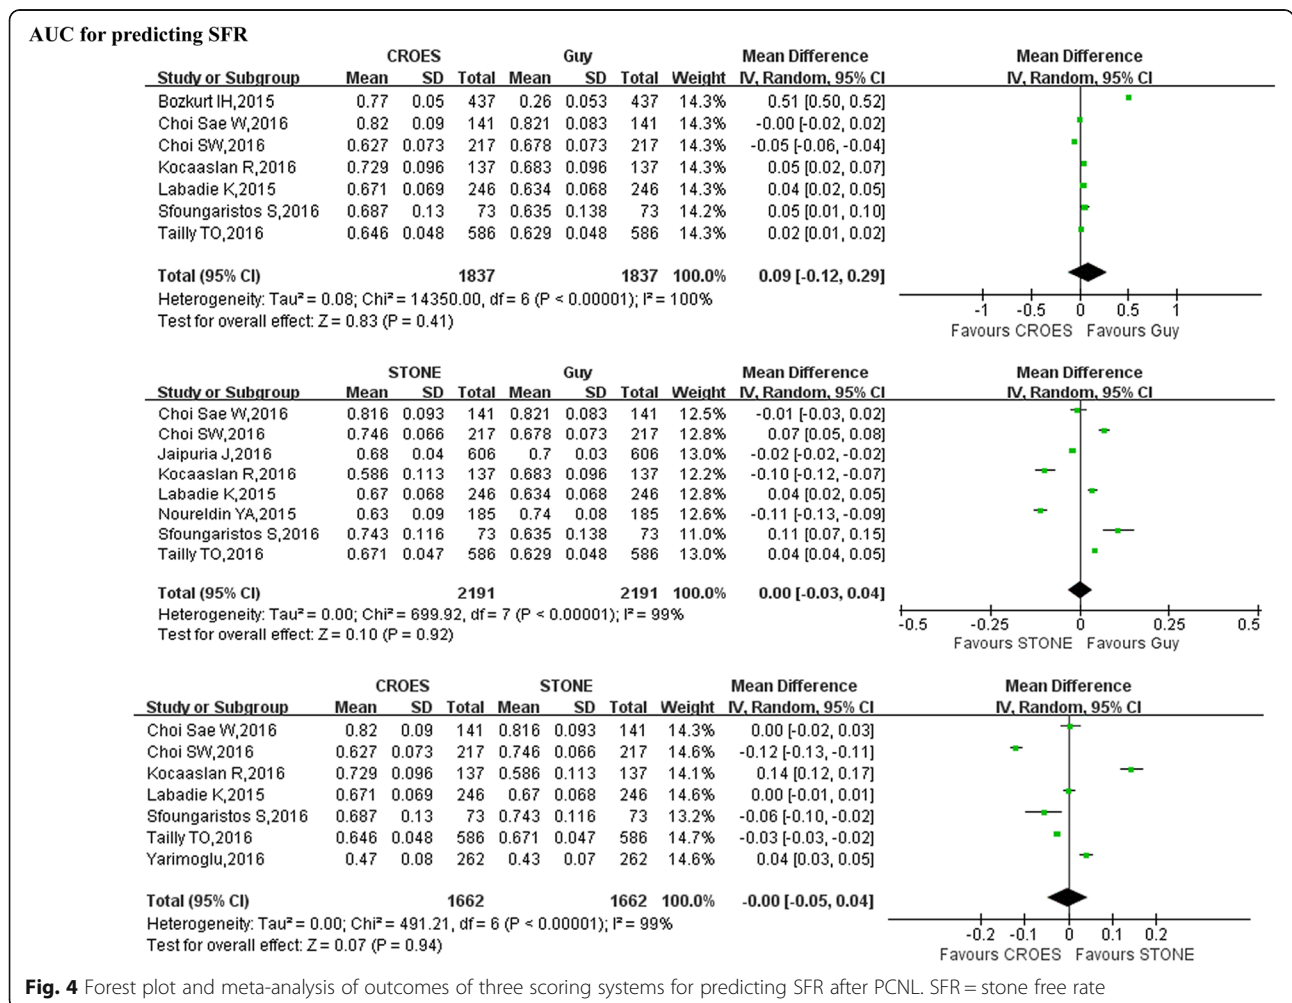 AUC for predicting SFR
CROES Guy Mean Difference Mean Difference
Study or Subgroup Mean SD Total Mean SD Total Weight IV, Random, 95% CI IV, Random, 95% CI
Bozkurt IH,2015 0.77 0.05 437 0.26 0.053 437 14.3% 0.51 [0.50, 0.52]
Choi Sae W,2016 0.82 0.09 141 0.821 0.083 141 14.3% -0.00 [-0.02, 0.02]
Choi SW,2016 0.627 0.073 217 0.678 0.073 217 14.3% -0.05 [-0.06, -0.04]
Kocaaslan R,2016 0.729 0.096 137 0.683 0.096 137 14.3% 0.05 [0.02, 0.07]
Labadie K,2015 0.671 0.069 246 0.634 0.068 246 14.3% 0.04 [0.02, 0.05]
Sfoungaristos S,2016 0.687 0.13 73 0.635 0.138 73 14.2% 0.05 [0.01, 0.10]
Tailly TO,2016 0.646 0.048 586 0.629 0.048 586 14.3% 0.02 [0.01, 0.02]
Total (95% CI) 1837 1837 100.0% 0.09 [-0.12, 0.29]
Heterogeneity: Tau² = 0.08; Chi² = 14350.00, df = 6 (P < 0.00001); I² = 100%
Test for overall effect: Z = 0.83 (P = 0.41)
-1 -0.5 0 0.5 1
Favours CROES Favours Guy
STONE Guy Mean Difference Mean Difference
Study or Subgroup Mean SD Total Mean SD Total Weight IV, Random, 95% CI IV, Random, 95% CI
Choi Sae W,2016 0.816 0.093 141 0.821 0.083 141 12.5% -0.01 [-0.03, 0.02]
Choi SW,2016 0.746 0.066 217 0.678 0.073 217 12.8% 0.07 [0.05, 0.08]
Jaipuria J,2016 0.68 0.04 606 0.7 0.03 606 13.0% -0.02 [-0.02, -0.02]
Kocaaslan R,2016 0.586 0.113 137 0.683 0.096 137 12.2% -0.10 [-0.12, -0.07]
Labadie K,2015 0.67 0.068 246 0.634 0.068 246 12.8% 0.04 [0.02, 0.05]
Noureldin YA,2015 0.63 0.09 185 0.74 0.08 185 12.6% -0.11 [-0.13, -0.09]
Sfoungaristos S,2016 0.743 0.116 73 0.635 0.138 73 11.0% 0.11 [0.07, 0.15]
Tailly TO,2016 0.671 0.047 586 0.629 0.048 586 13.0% 0.04 [0.04, 0.05]
Total (95% CI) 2191 2191 100.0% 0.00 [-0.03, 0.04]
Heterogeneity: Tau² = 0.00; Chi² = 699.92, df = 7 (P < 0.00001); I² = 99%
Test for overall effect: Z = 0.10 (P = 0.92)
-0.5 -0.25 0 0.25 0.5
Favours STONE Favours Guy
CROES STONE Mean Difference Mean Difference
Study or Subgroup Mean SD Total Mean SD Total Weight IV, Random, 95% CI IV, Random, 95% CI
Choi Sae W,2016 0.82 0.09 141 0.816 0.093 141 14.3% 0.00 [-0.02, 0.03]
Choi SW,2016 0.627 0.073 217 0.746 0.066 217 14.6% -0.12 [-0.13, -0.11]
Kocaaslan R,2016 0.729 0.096 137 0.586 0.113 137 14.1% 0.14 [0.12, 0.17]
Labadie K,2015 0.671 0.069 246 0.67 0.068 246 14.6% 0.00 [-0.01, 0.01]
Sfoungaristos S,2016 0.687 0.13 73 0.743 0.116 73 13.2% -0.06 [-0.10, -0.02]
Tailly TO,2016 0.646 0.048 586 0.671 0.047 586 14.7% -0.03 [-0.03, -0.02]
Yarimoglu,2016 0.47 0.08 262 0.43 0.07 262 14.6% 0.04 [0.03, 0.05]
Total (95% CI) 1662 1662 100.0% -0.00 [-0.05, 0.04]
Heterogeneity: Tau² = 0.00; Chi² = 491.21, df = 6 (P < 0.00001); I² = 99%
Test for overall effect: Z = 0.07 (P = 0.94)
-0.2 -0.1 0 0.1 0.2
Favours CROES Favours STONE
Fig. 4 Forest plot and meta-analysis of outcomes of three scoring systems for predicting SFR after PCNL. SFR = stone free rate